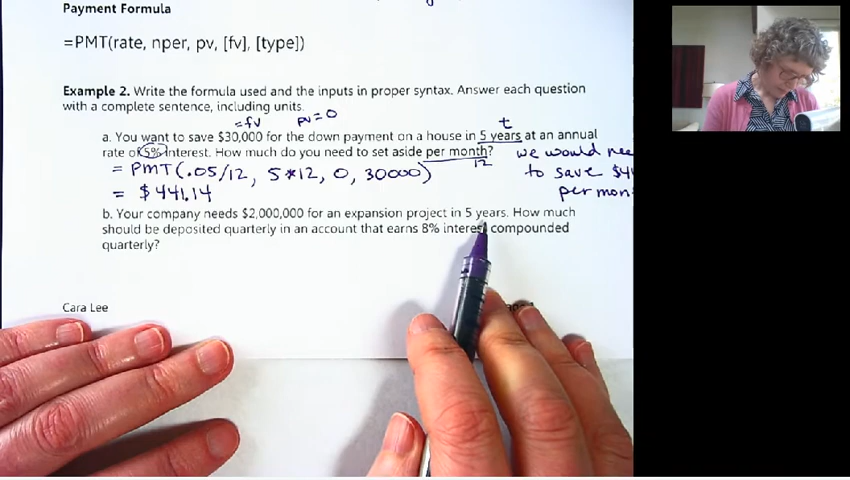 Payment Formula
=PMT(rate, nper, pv, [fv], [type])
Example 2. Write the formula used and the inputs in proper syntax. Answer each question
with a complete sentence, including units.
=fv pv=0 t
a. You want to save $30,000 for the down payment on a house in 5 years at an annual
rate of 5% interest. How much do you need to set aside per month? we would
12
= PMT(.05/12, 5*12, 0, 30000) to save
= $441.14 per
b. Your company needs $2,000,000 for an expansion project in 5 years. How much
should be deposited quarterly in an account that earns 8% interest compounded
quarterly?
Cara Lee